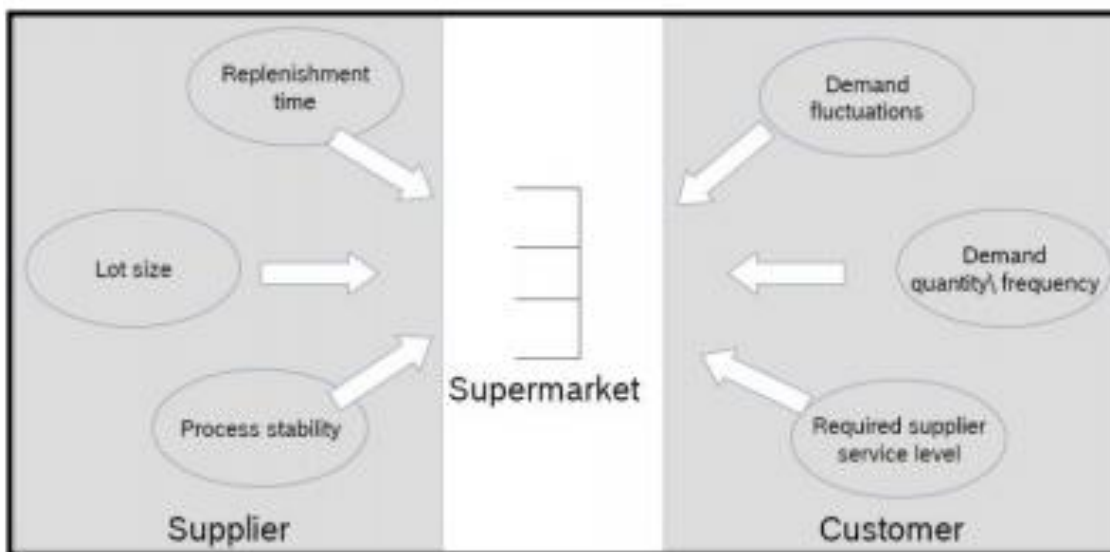 Replenishment
time
Demand
fluctuations
Lot size
Demand
quantity\ frequency
Supermarket
Process stability
Required supplier
service level
Supplier
Customer